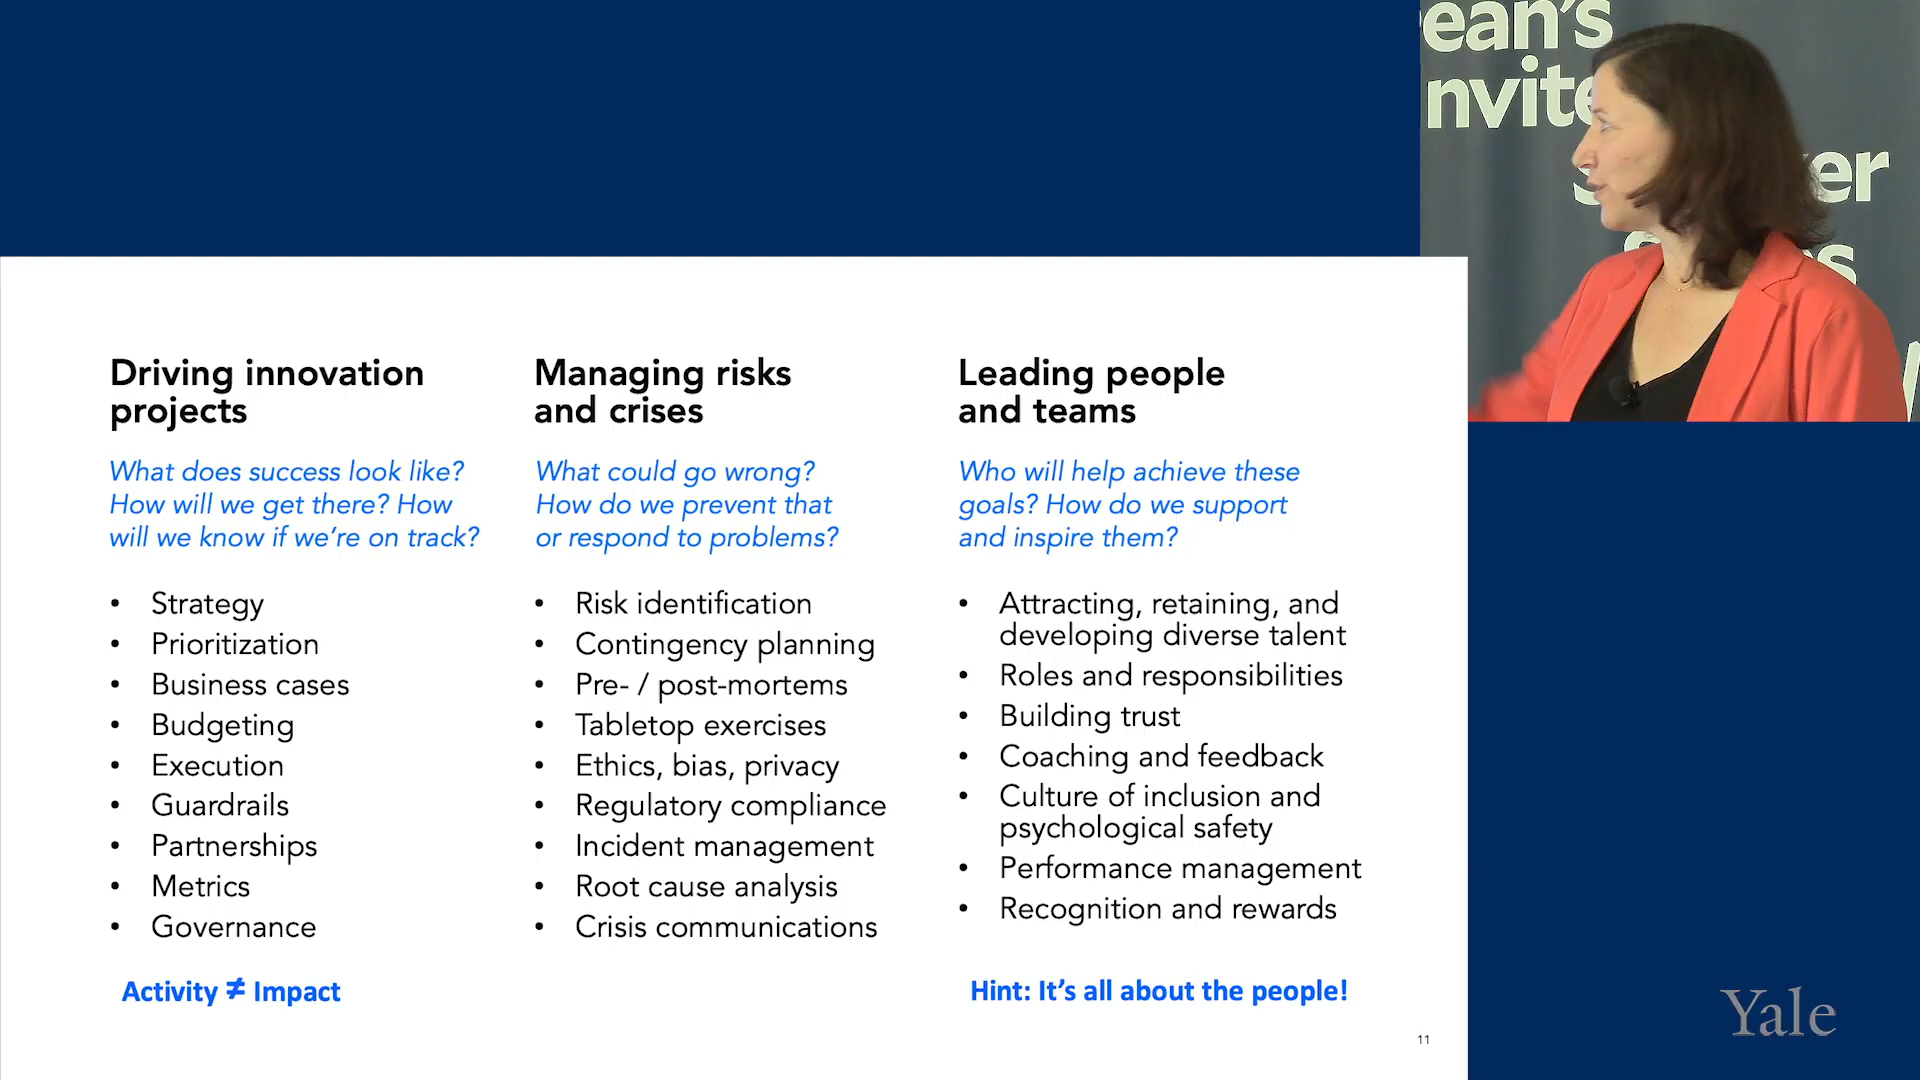 ean's
nvite
er
s
Driving innovation
projects
What does success look like?
How will we get there? How
will we know if we're on track?
• Strategy
• Prioritization
• Business cases
• Budgeting
• Execution
• Guardrails
• Partnerships
• Metrics
• Governance
Activity ≠ Impact
Managing risks
and crises
What could go wrong?
How do we prevent that
or respond to problems?
• Risk identification
• Contingency planning
• Pre- / post-mortems
• Tabletop exercises
• Ethics, bias, privacy
• Regulatory compliance
• Incident management
• Root cause analysis
• Crisis communications
Leading people
and teams
Who will help achieve these
goals? How do we support
and inspire them?
• Attracting, retaining, and
developing diverse talent
• Roles and responsibilities
• Building trust
• Coaching and feedback
• Culture of inclusion and
psychological safety
• Performance management
• Recognition and rewards
Hint: It's all about the people!
11
Yale